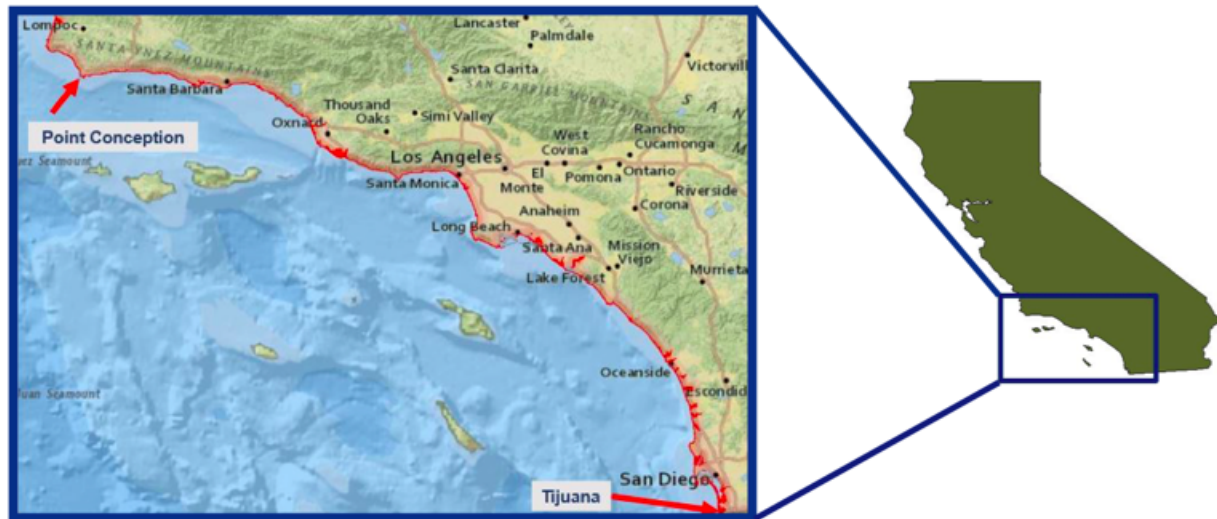 Lompoc
Lancaster
Palmdale
SANTA YNEZ MOUNTAINS
Santa Clarita
Victorvill
Santa Barbara
SAN GABRIEL MOUNTAINS
S A N
Thousand
Oaks
Simi Valley
Point Conception
Oxnard
West
Covina
Rancho
Cucamonga
Los Angeles
El
Monte
Pomona
Ontario
uez Seamount
Santa Monica
Riverside
Corona
Anaheim
Long Beach
Santa Ana
Mission
Viejo
Lake Forest
Murrieta
Oceanside
Escondid
Juan Seamount
San Diego
Tijuana